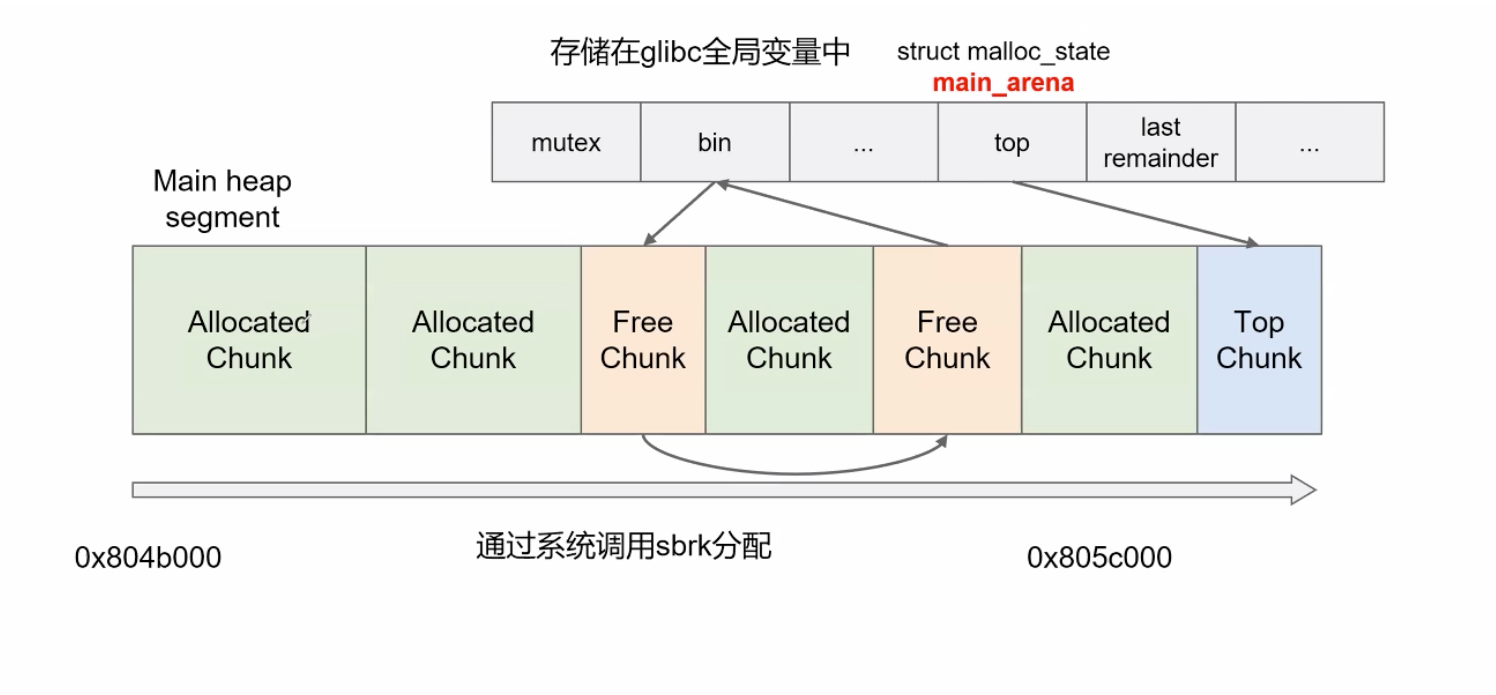 存储在glibc全局变量中
struct malloc_state
main_arena
mutex
bin
...
top
last
remainder
...
Main heap
segment
Allocated
Chunk
Allocated
Chunk
Free
Chunk
Allocated
Chunk
Free
Chunk
Allocated
Chunk
Top
Chunk
通过系统调用sbrk分配
0x804b000
0x805c000